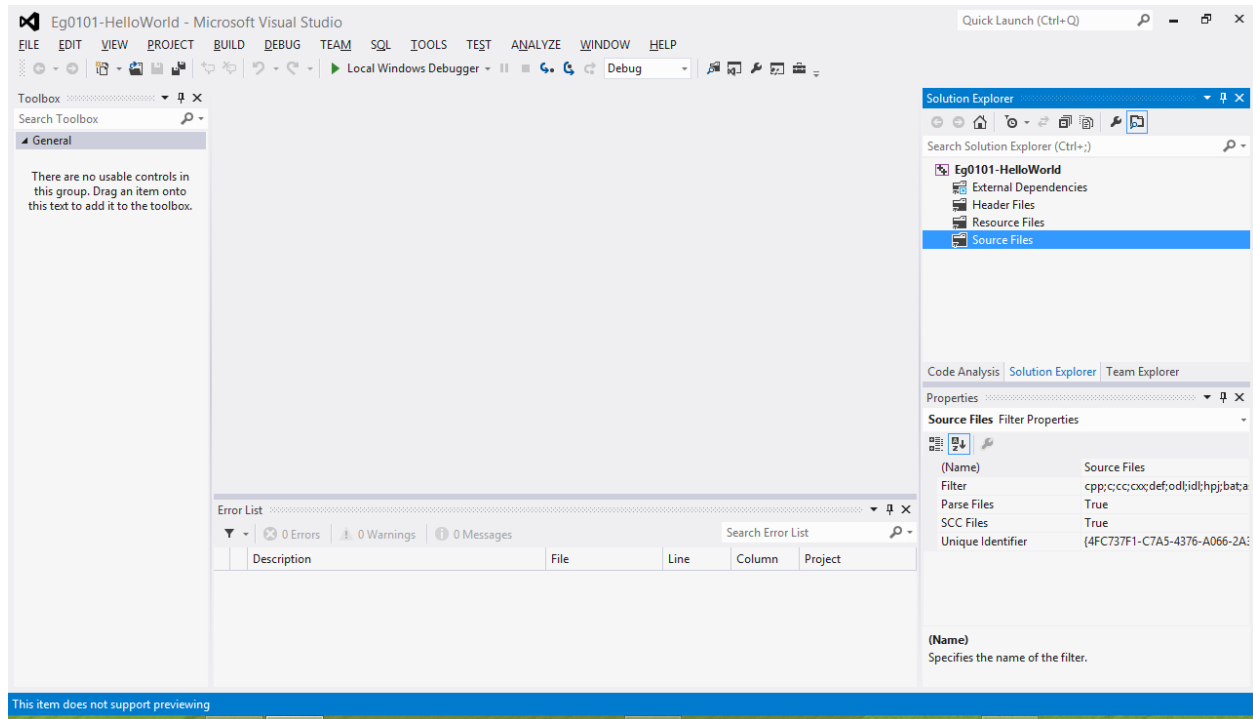 Eg0101-HelloWorld - Microsoft Visual Studio
Quick Launch (Ctrl+Q)
FILE EDIT VIEW PROJECT BUILD DEBUG TEAM SQL TOOLS TEST ANALYZE WINDOW HELP
Local Windows Debugger Debug
Toolbox
Search Toolbox
General
There are no usable controls in
this group. Drag an item onto
this text to add it to the toolbox.
Solution Explorer
Search Solution Explorer (Ctrl+;)
Eg0101-HelloWorld
External Dependencies
Header Files
Resource Files
Source Files
Code Analysis Solution Explorer Team Explorer
Properties
Source Files Filter Properties
(Name) Source Files
Filter cpp;c;cc;cxx;def;odl;idl;hpj;bat;a
Parse Files True
SCC Files True
Unique Identifier {4FC737F1-C7A5-4376-A066-2A3
(Name)
Specifies the name of the filter.
Error List
0 Errors 0 Warnings 0 Messages Search Error List
Description File Line Column Project
This item does not support previewing